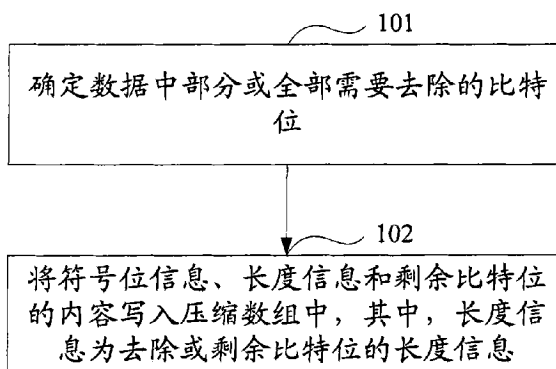 101
确定数据中部分或全部需要去除的比特
位
102
将符号位信息、长度信息和剩余比特位
的内容写入压缩数组中，其中，长度信
息为去除或剩余比特位的长度信息